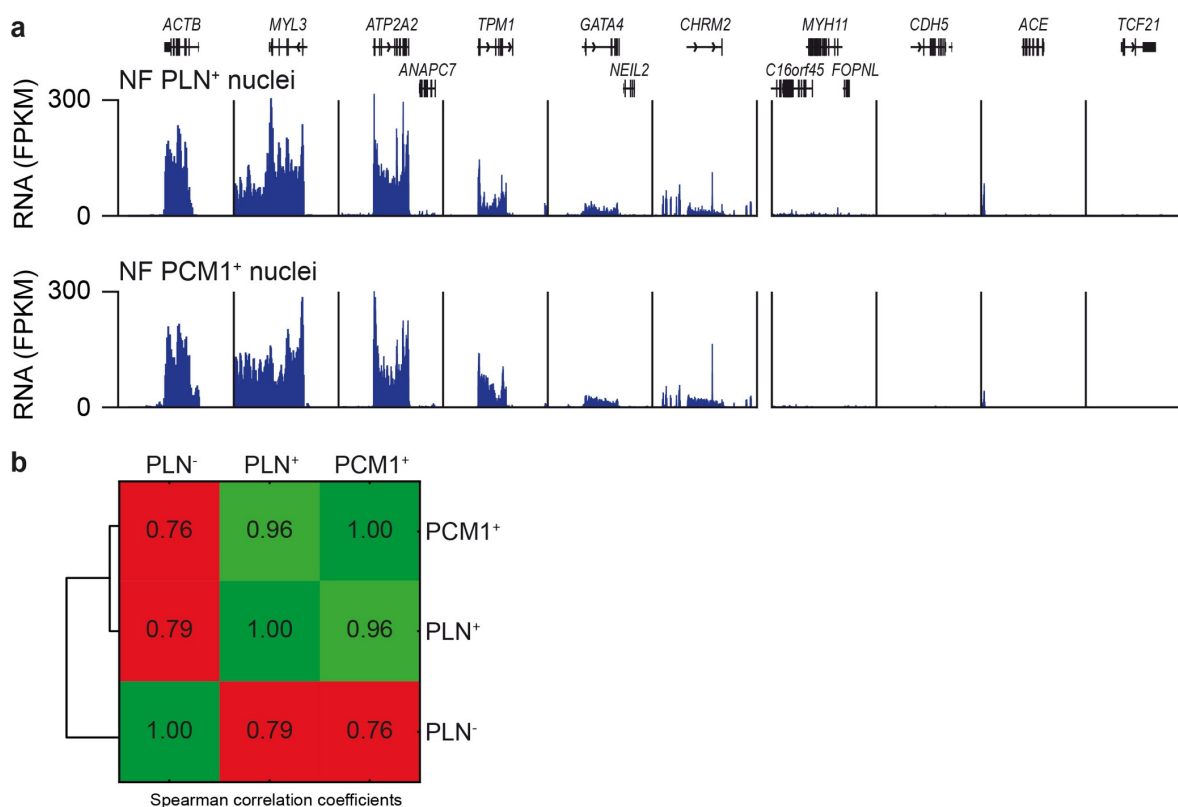 a
ACTB MYL3 ATP2A2 TPM1 GATA4 CHRM2 MYH11 CDH5 ACE TCF21
ANAPC7 NEIL2 C16orf45 FOPNL
NF PLN⁺ nuclei
300
RNA (FPKM)
0
NF PCM1⁺ nuclei
300
RNA (FPKM)
0
b
PLN⁻ PLN⁺ PCM1⁺
0.76 0.96 1.00 PCM1⁺
0.79 1.00 0.96 PLN⁺
1.00 0.79 0.76 PLN⁻
Spearman correlation coefficients